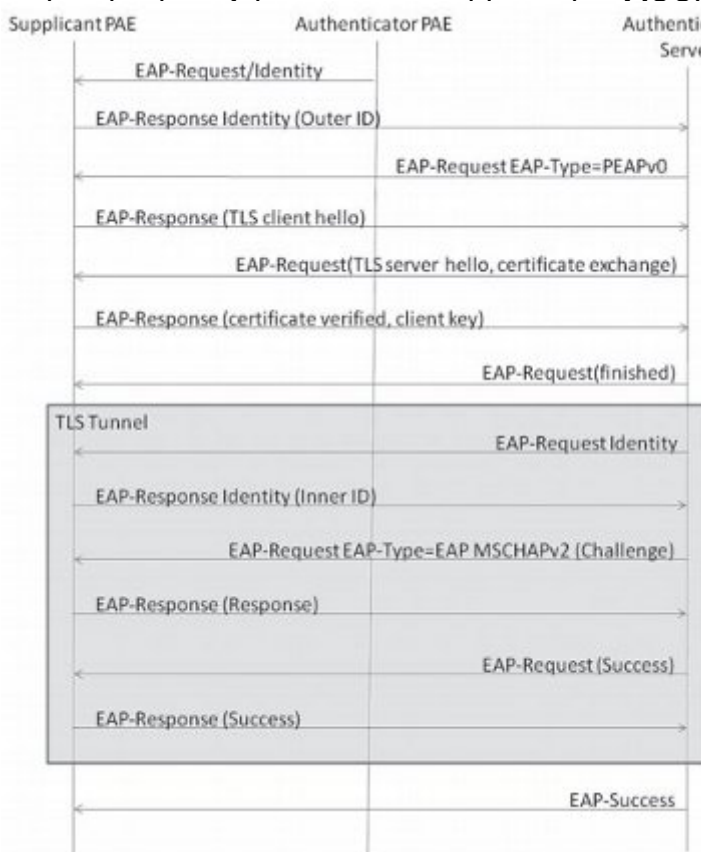 Supplicant PAE
Authenticator PAE
EAP-Request/Identity
EAP-Response Identity (Outer ID)
EAP-Request EAP-Type=PEAPv0
EAP-Response (TLS client hello)
EAP-Request(TLS server hello, certificate exchange)
EAP-Response (certificate verified, client key)
EAP-Request(finished)
TLS Tunnel
EAP-Request Identity
EAP-Response Identity (Inner ID)
EAP-Request EAP-Type=EAP MSCHAPv2 (Challenge)
EAP-Response (Response)
EAP-Request (Success)
EAP-Response (Success)
EAP-Success